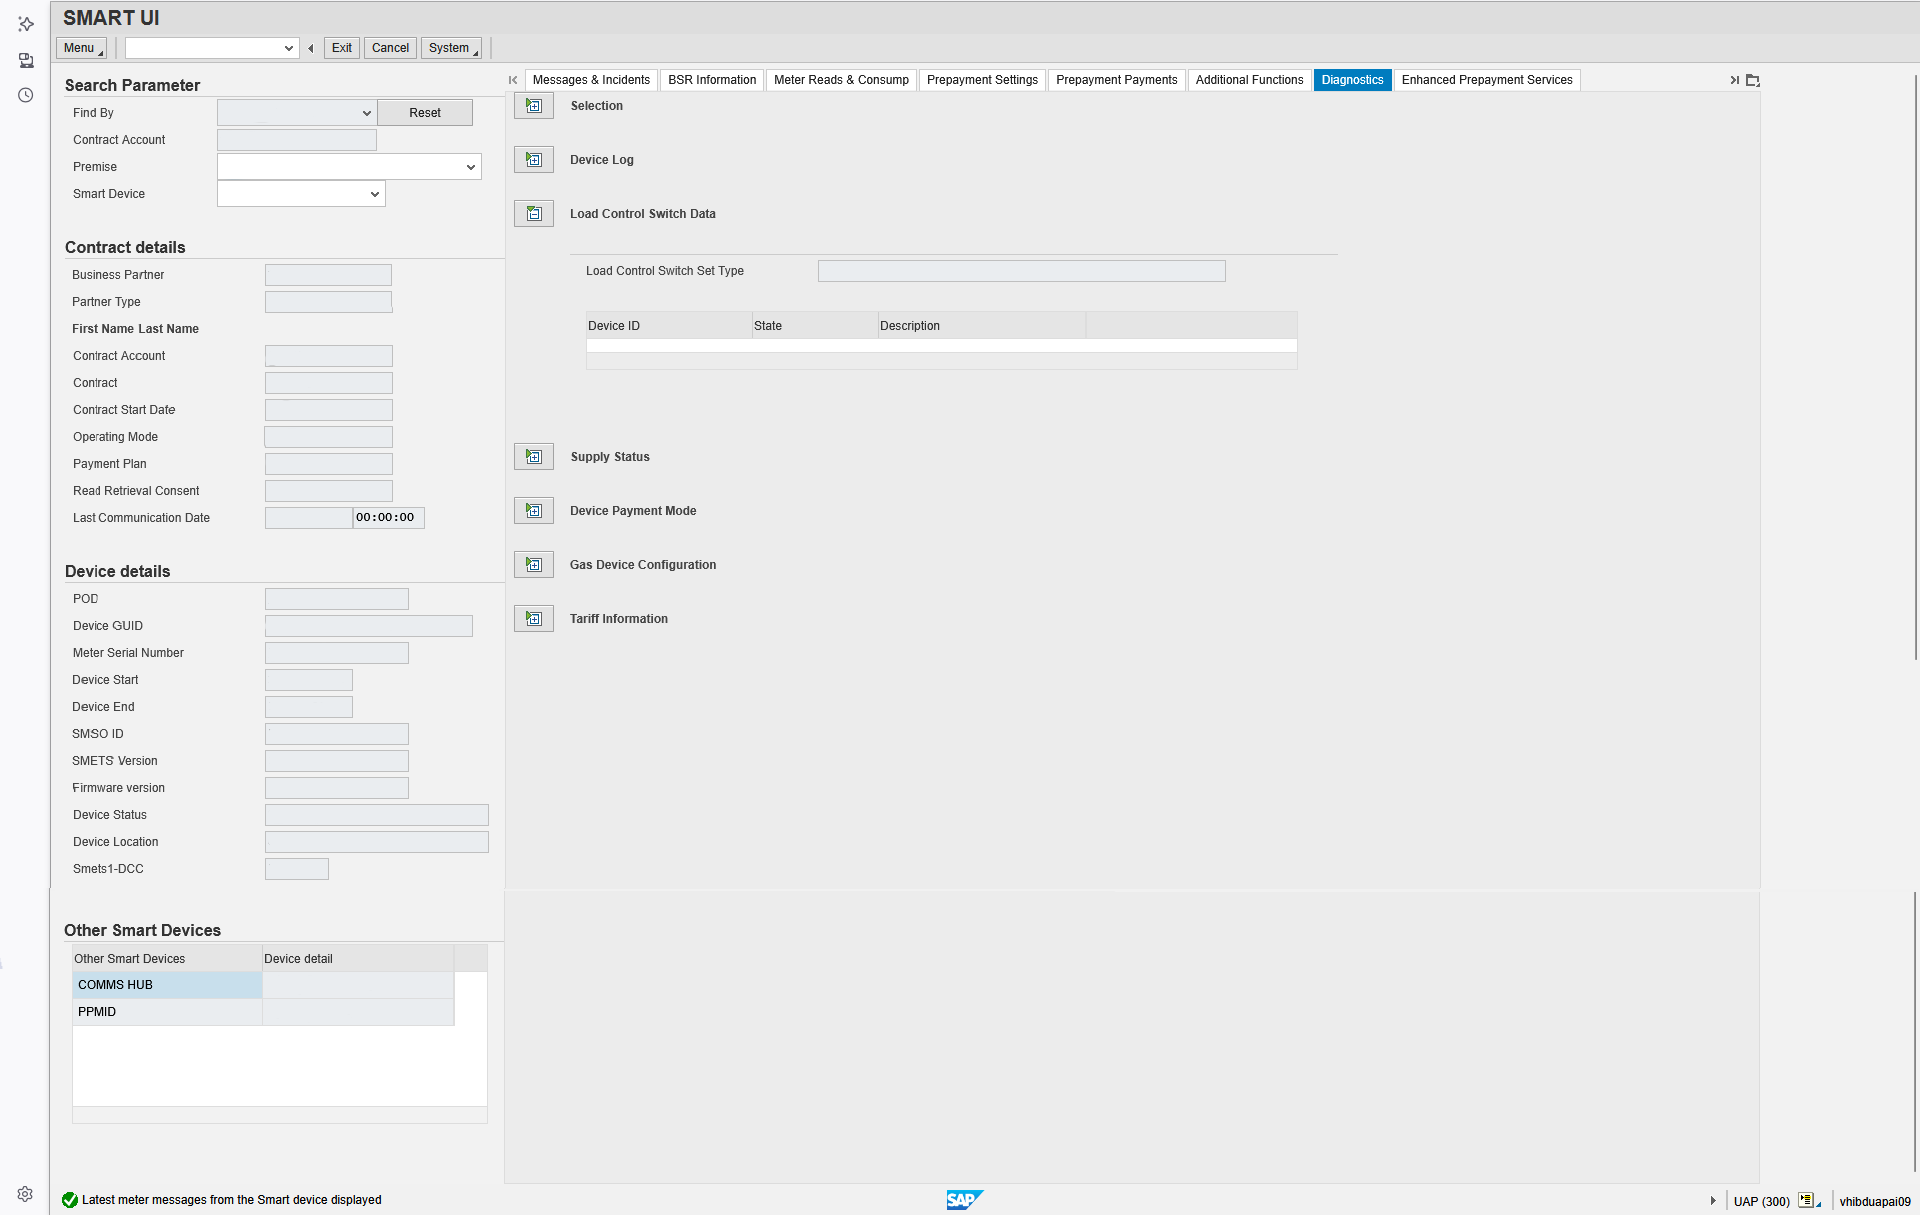 SMART UI
Menu
Exit
Cancel
System
Search Parameter
Find By
Reset
Contract Account
Premise
Smart Device
Contract details
Business Partner
Partner Type
First Name Last Name
Contract Account
Contract
Contract Start Date
Operating Mode
Payment Plan
Read Retrieval Consent
Last Communication Date
00:00:00
Device details
POD
Device GUID
Meter Serial Number
Device Start
Device End
SMSO ID
SMETS Version
Firmware version
Device Status
Device Location
Smets1-DCC
Other Smart Devices
Other Smart Devices Device detail
COMMS HUB
PPMID
Messages & Incidents
BSR Information
Meter Reads & Consump
Prepayment Settings
Prepayment Payments
Additional Functions
Diagnostics
Enhanced Prepayment Services
Selection
Device Log
Load Control Switch Data
Load Control Switch Set Type
Device ID State Description
Supply Status
Device Payment Mode
Gas Device Configuration
Tariff Information
Latest meter messages from the Smart device displayed
SAP
UAP (300)
vhibduapai09